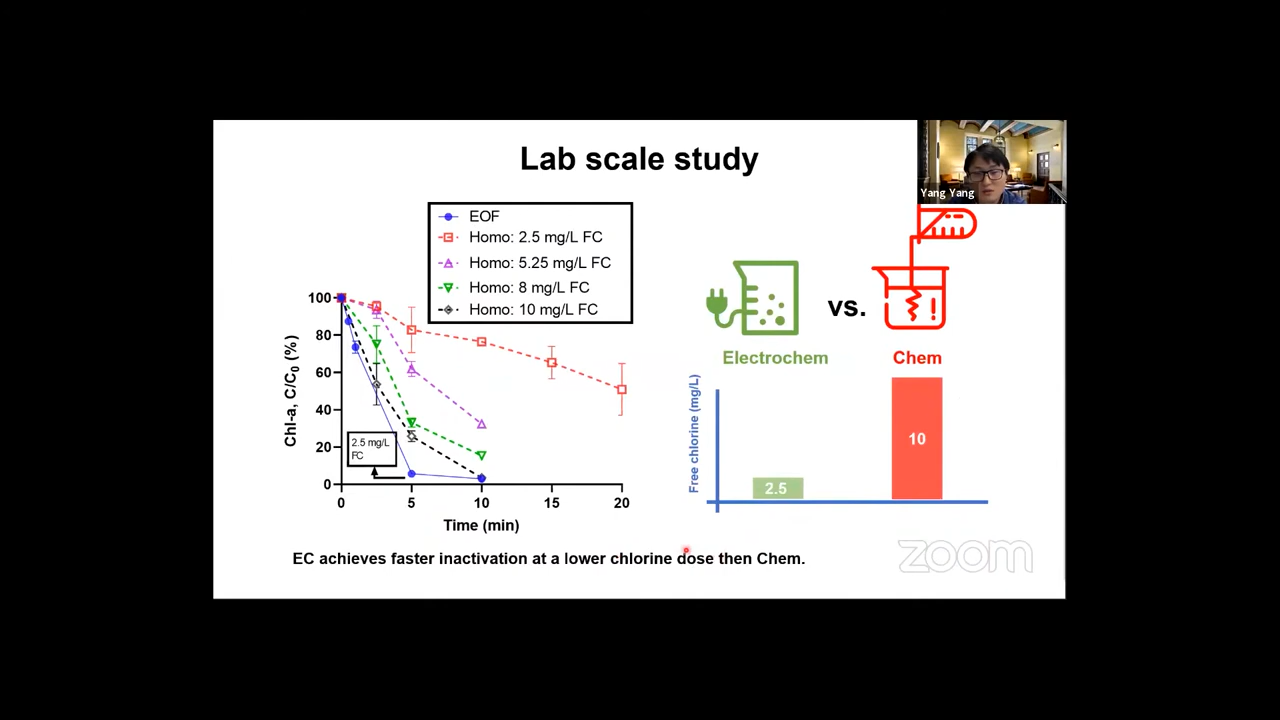 Lab scale study
Yang Yang
EOF
Homo: 2.5 mg/L FC
Homo: 5.25 mg/L FC
Homo: 8 mg/L FC
Homo: 10 mg/L FC
100
80
60
40
20
0
Chl-a, C/C₀ (%)
2.5 mg/L
FC
0 5 10 15 20
Time (min)
vs.
Electrochem Chem
Free chlorine (mg/L)
2.5
10
EC achieves faster inactivation at a lower chlorine dose then Chem.
zoom